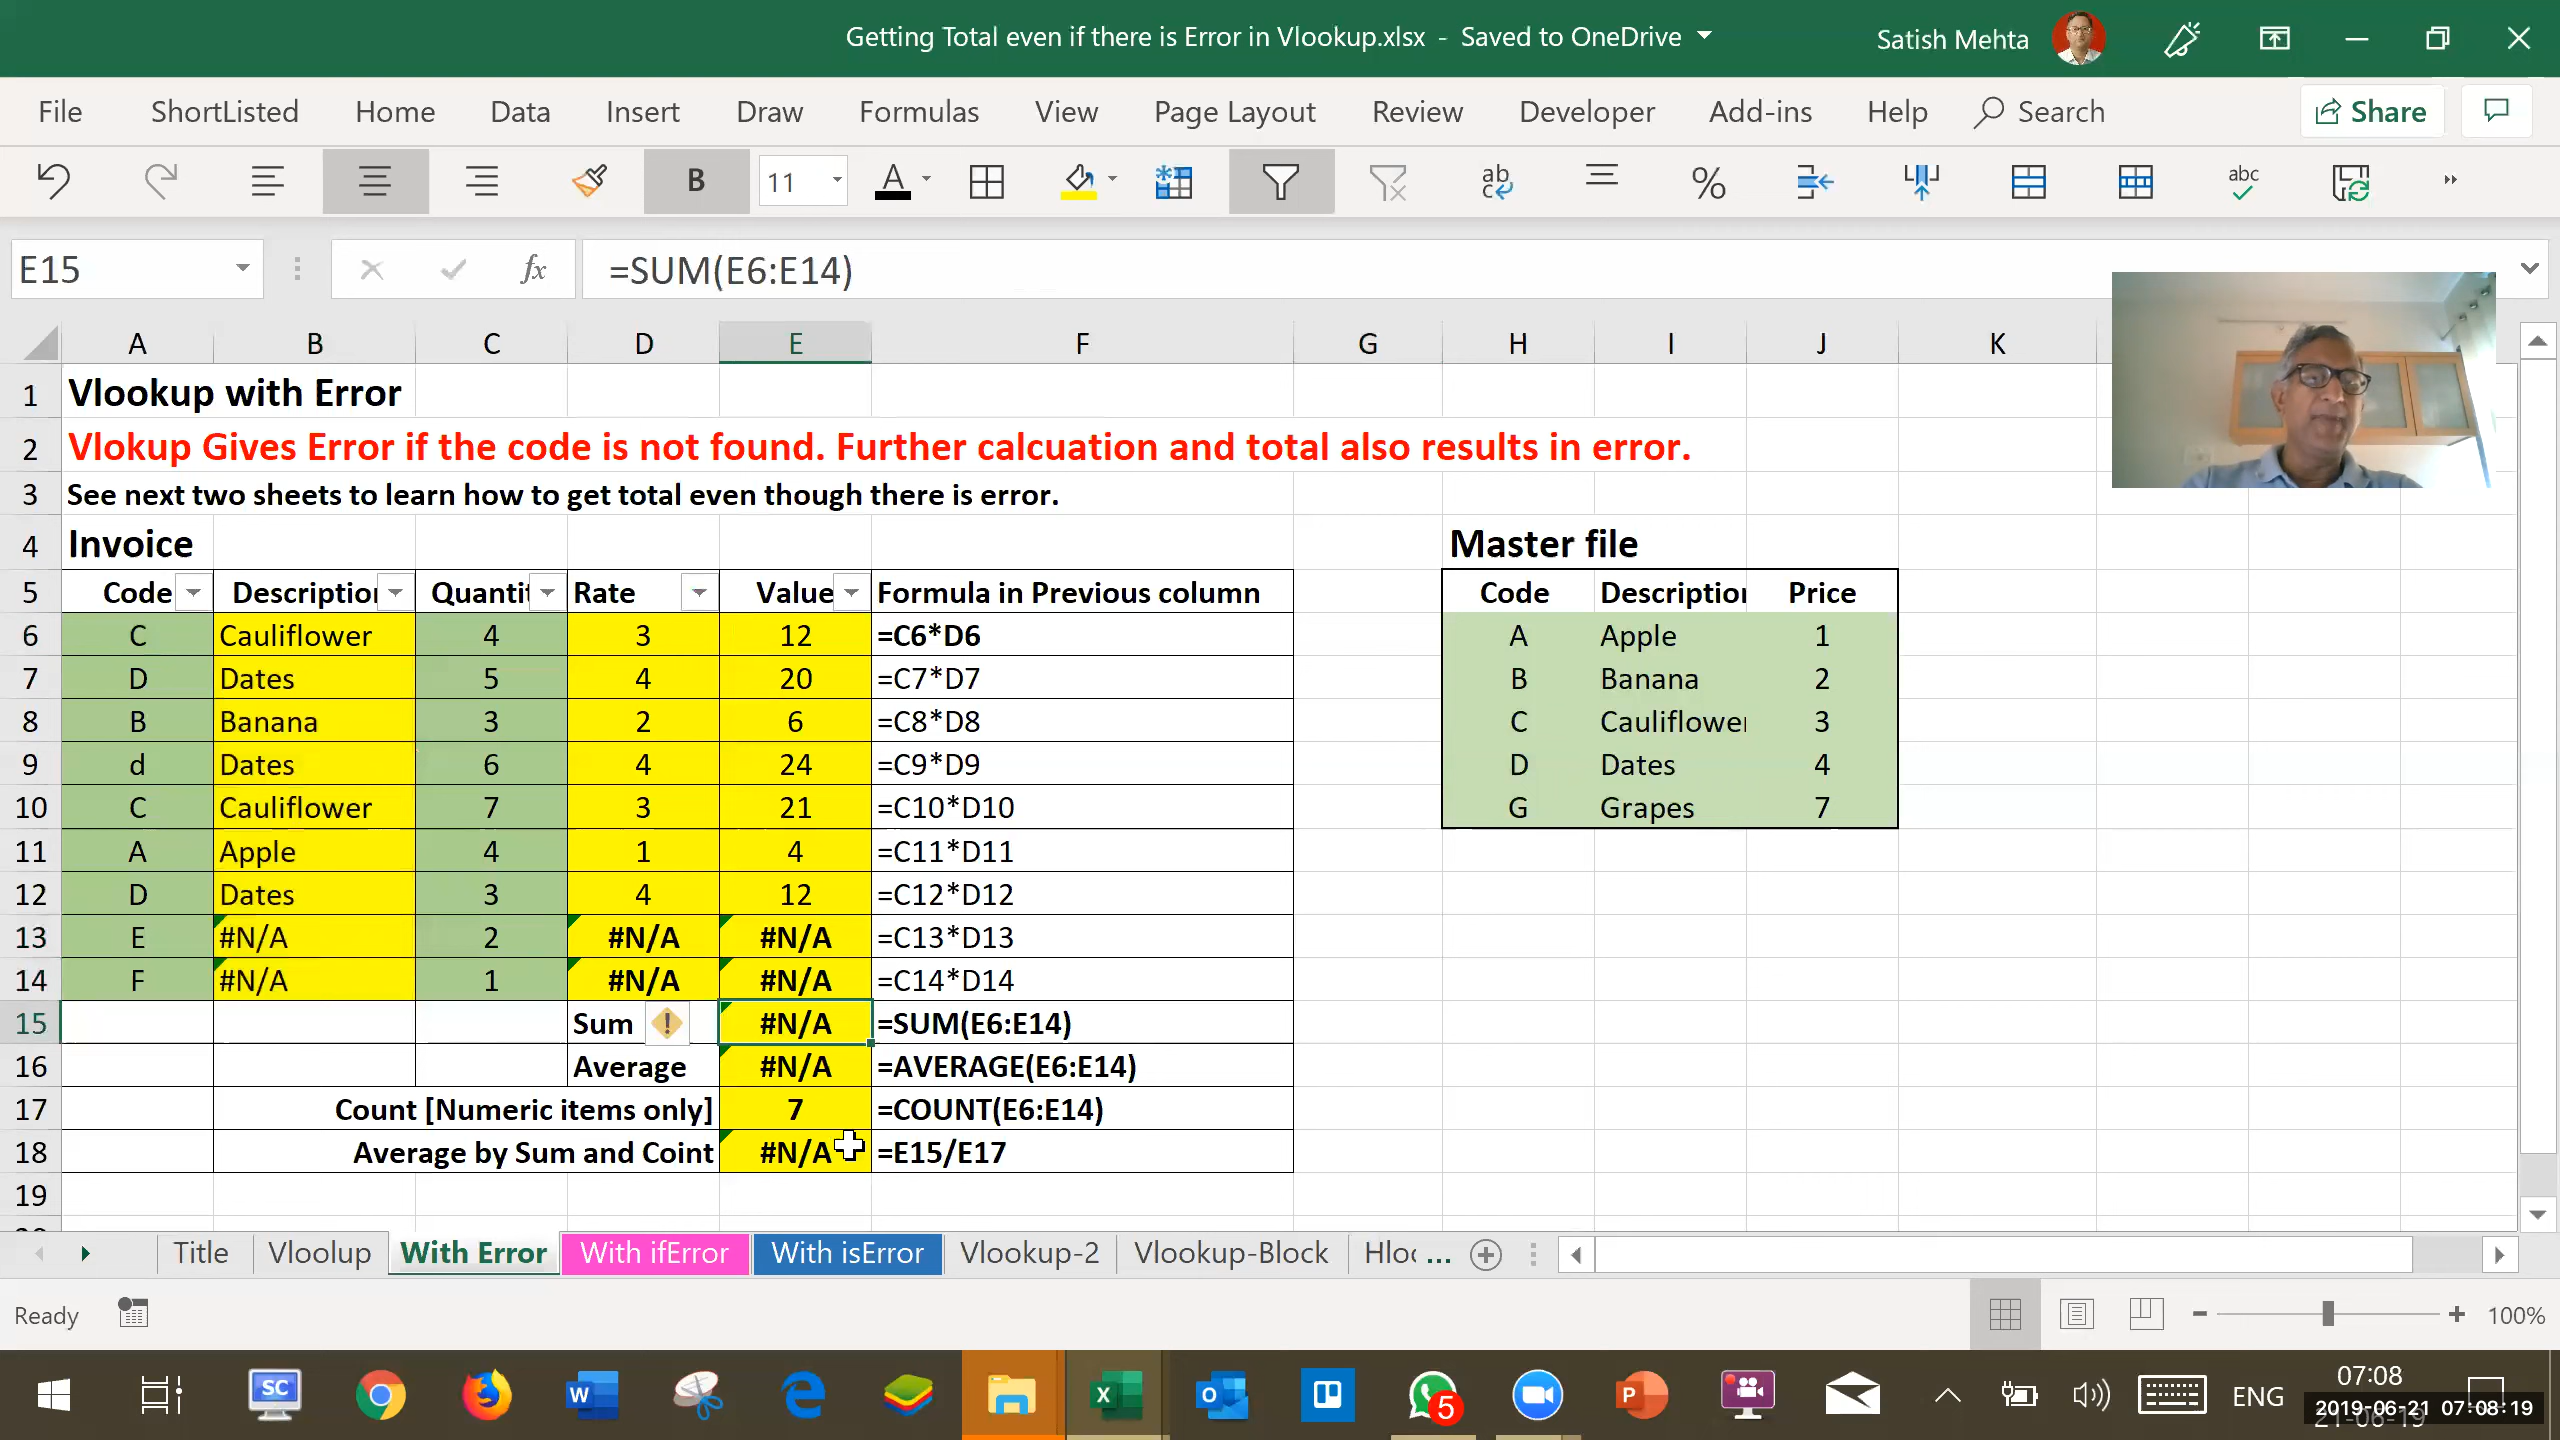 Getting Total even if there is Error in Vlookup.xlsx - Saved to OneDrive
Satish Mehta
File ShortListed Home Data Insert Draw Formulas View Page Layout Review Developer Add-ins Help Search Share
B 11 A ab c % abc
E15 fx =SUM(E6:E14)
A B C D E F G H I J K
1 Vlookup with Error
2 Vlokup Gives Error if the code is not found. Further calcuation and total also results in error.
3 See next two sheets to learn how to get total even though there is error.
4 Invoice Master file
5 Code Description Quantit Rate Value Formula in Previous column Code Description Price
6 C Cauliflower 4 3 12 =C6*D6 A Apple 1
7 D Dates 5 4 20 =C7*D7 B Banana 2
8 B Banana 3 2 6 =C8*D8 C Cauliflower 3
9 d Dates 6 4 24 =C9*D9 D Dates 4
10 C Cauliflower 7 3 21 =C10*D10 G Grapes 7
11 A Apple 4 1 4 =C11*D11
12 D Dates 3 4 12 =C12*D12
13 E #N/A 2 #N/A #N/A =C13*D13
14 F #N/A 1 #N/A #N/A =C14*D14
15 Sum #N/A =SUM(E6:E14)
16 Average #N/A =AVERAGE(E6:E14)
17 Count [Numeric items only] 7 =COUNT(E6:E14)
18 Average by Sum and Coint #N/A =E15/E17
19
Title Vloolup With Error With ifError With isError Vlookup-2 Vlookup-Block Hloc ...
Ready 100%
SC 5 ENG 07:08
2019-06-21 07:08:19